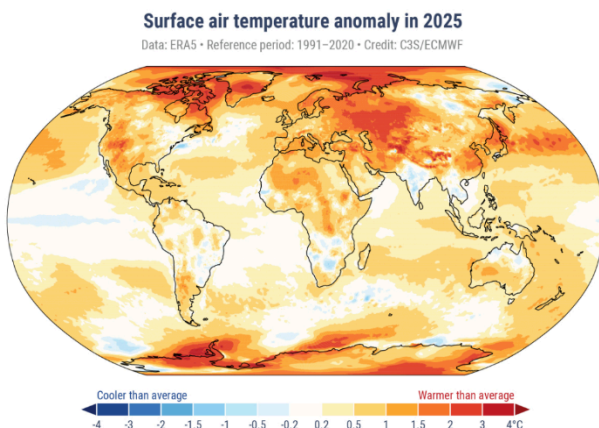 Surface air temperature anomaly in 2025
Data: ERA5 • Reference period: 1991–2020 • Credit: C3S/ECMWF
Cooler than average Warmer than average
-4 -3 -2 -1.5 -1 -0.5 -0.2 0.2 0.5 1 1.5 2 3 4°C